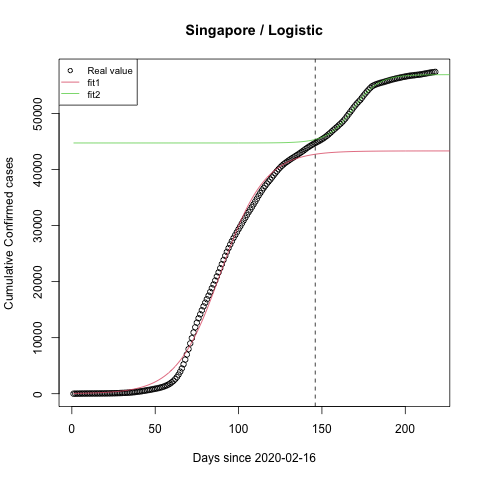 Singapore / Logistic
Real value
fit1
fit2
Cumulative Confirmed cases
0
10000
20000
30000
40000
50000
0
50
100
150
200
Days since 2020-02-16